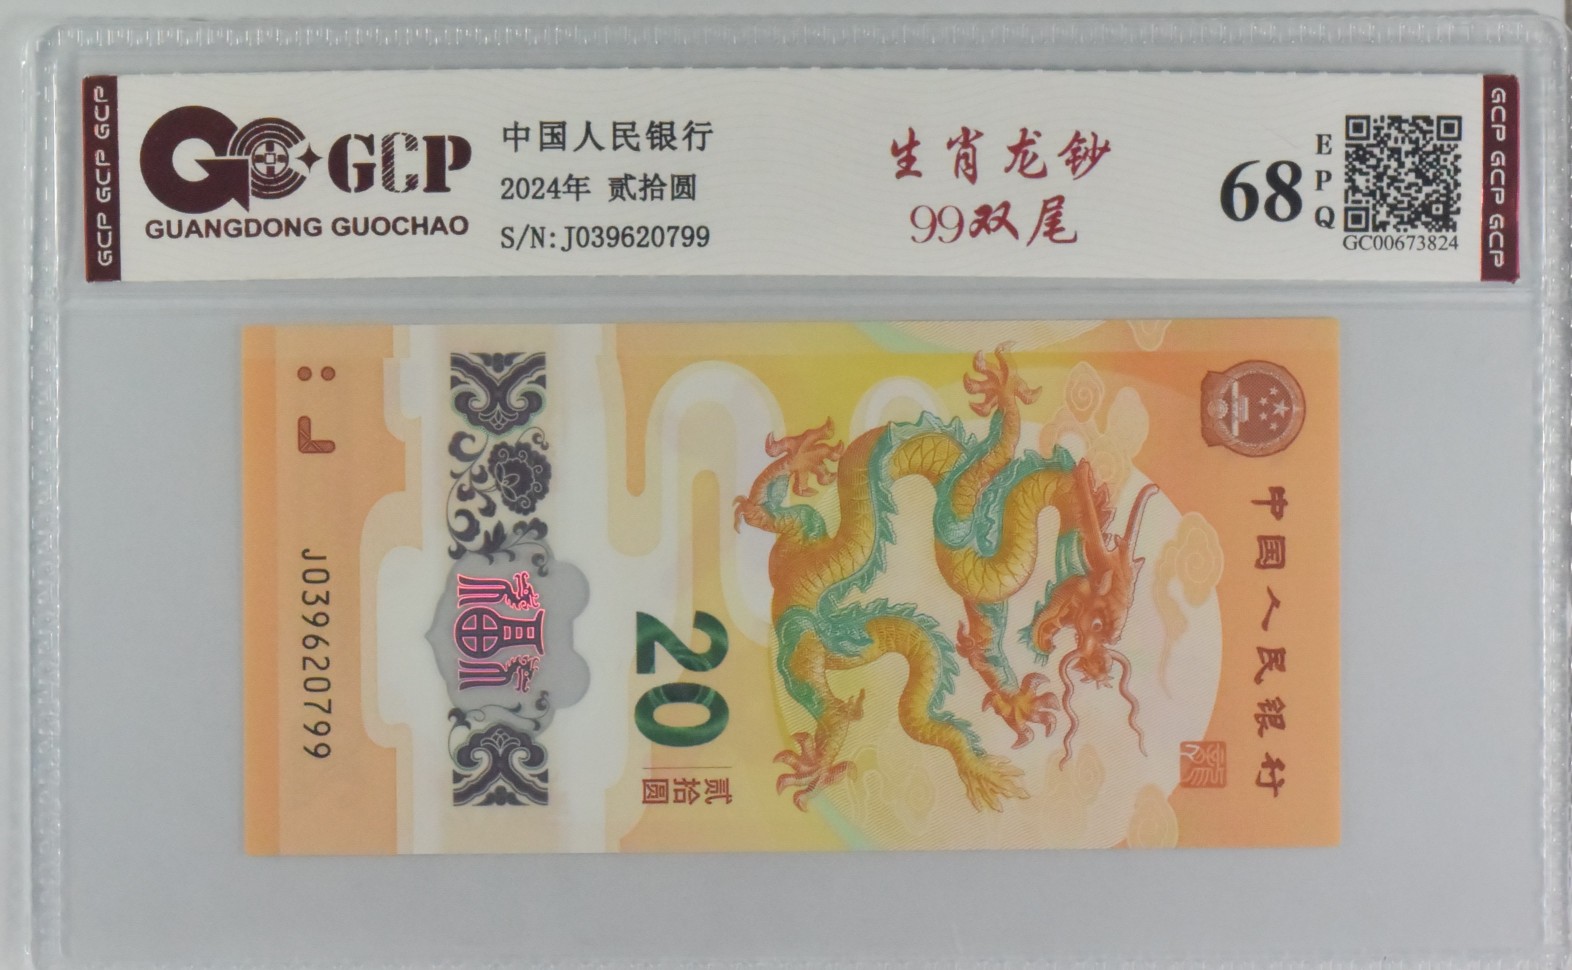 GCP GCP GCP
GCP
GUANGDONG GUOCHAO
中国人民银行
2024年 贰拾圆
S/N:J039620799
生肖龙钞
99双尾
68
EPQ
GC00673824
GCP GCP GCP
中国人民银行
20
贰拾圆
J039620799